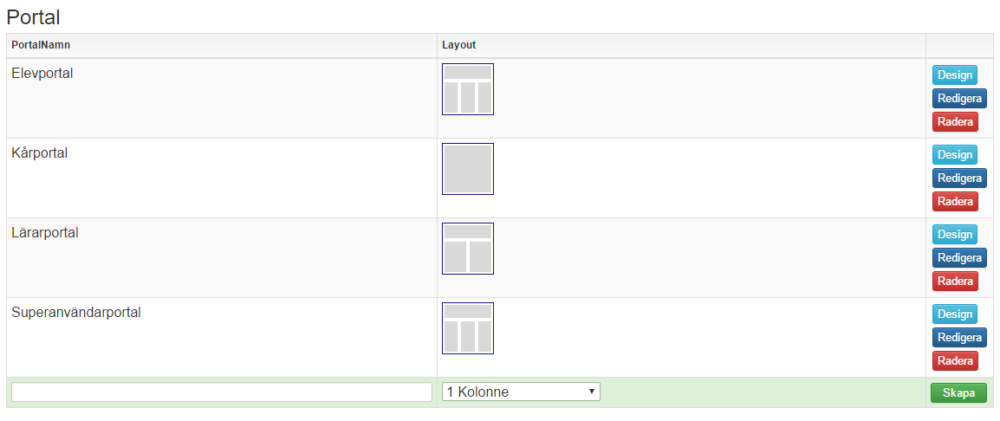 Portal
PortalNamn Layout
Elevportal Design
Redigera
Radera
Kårportal Design
Redigera
Radera
Lärarportal Design
Redigera
Radera
Superanvändarportal Design
Redigera
Radera
1 Kolonne Skapa